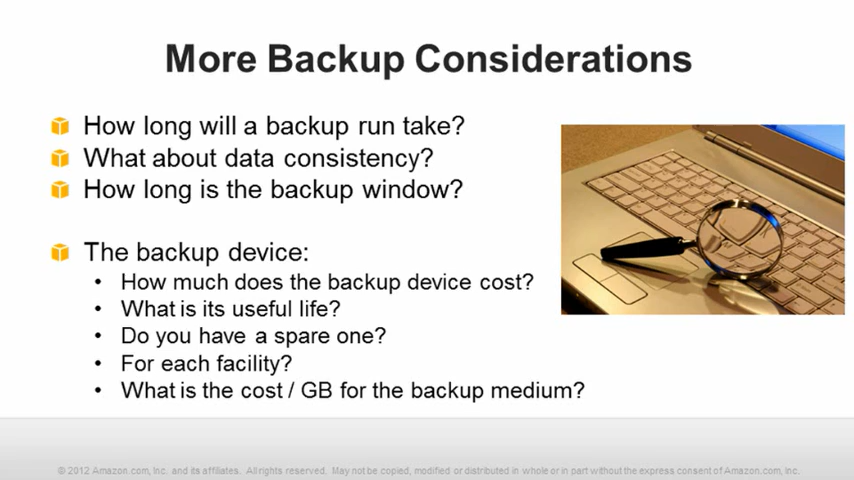 More Backup Considerations
How long will a backup run take?
What about data consistency?
How long is the backup window?
The backup device:
• How much does the backup device cost?
• What is its useful life?
• Do you have a spare one?
• For each facility?
• What is the cost / GB for the backup medium?
© 2012 Amazon.com, Inc. and its affiliates. All rights reserved. May not be copied, modified or distributed in whole or in part without the express consent of Amazon.com, Inc.